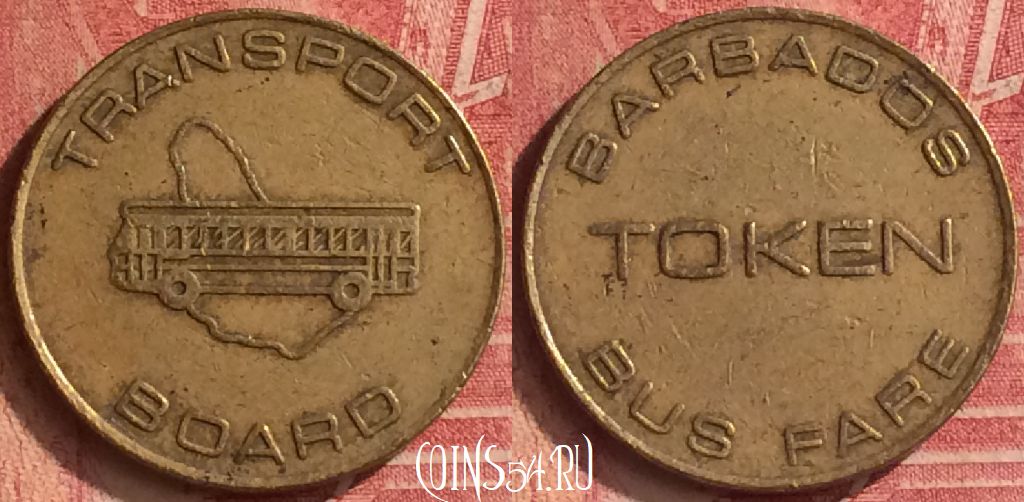 TRANSPORT
BOARD
BARBADOS
TOKEN
BUS FARE
COINS54.RU